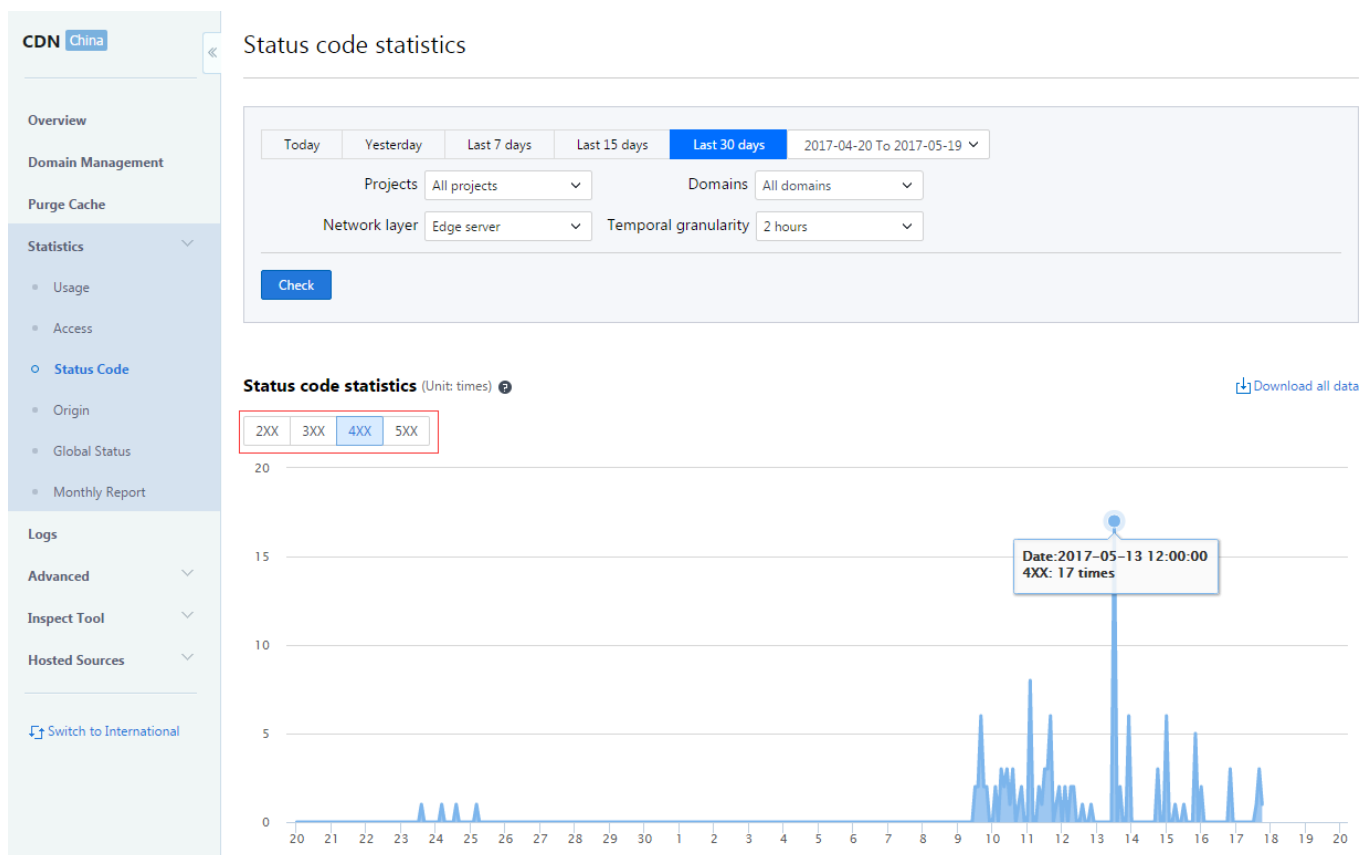 CDN China
«
Overview
Domain Management
Purge Cache
Statistics
Usage
Access
Status Code
Origin
Global Status
Monthly Report
Logs
Advanced
Inspect Tool
Hosted Sources
Switch to International
Status code statistics
Today Yesterday Last 7 days Last 15 days Last 30 days 2017-04-20 To 2017-05-19
Projects All projects Domains All domains
Network layer Edge server Temporal granularity 2 hours
Check
Status code statistics (Unit: times) ? Download all data
2XX 3XX 4XX 5XX
20
15
10
5
0
Date:2017-05-13 12:00:00
4XX: 17 times
20 21 22 23 24 25 26 27 28 29 30 1 2 3 4 5 6 7 8 9 10 11 12 13 14 15 16 17 18 19 20